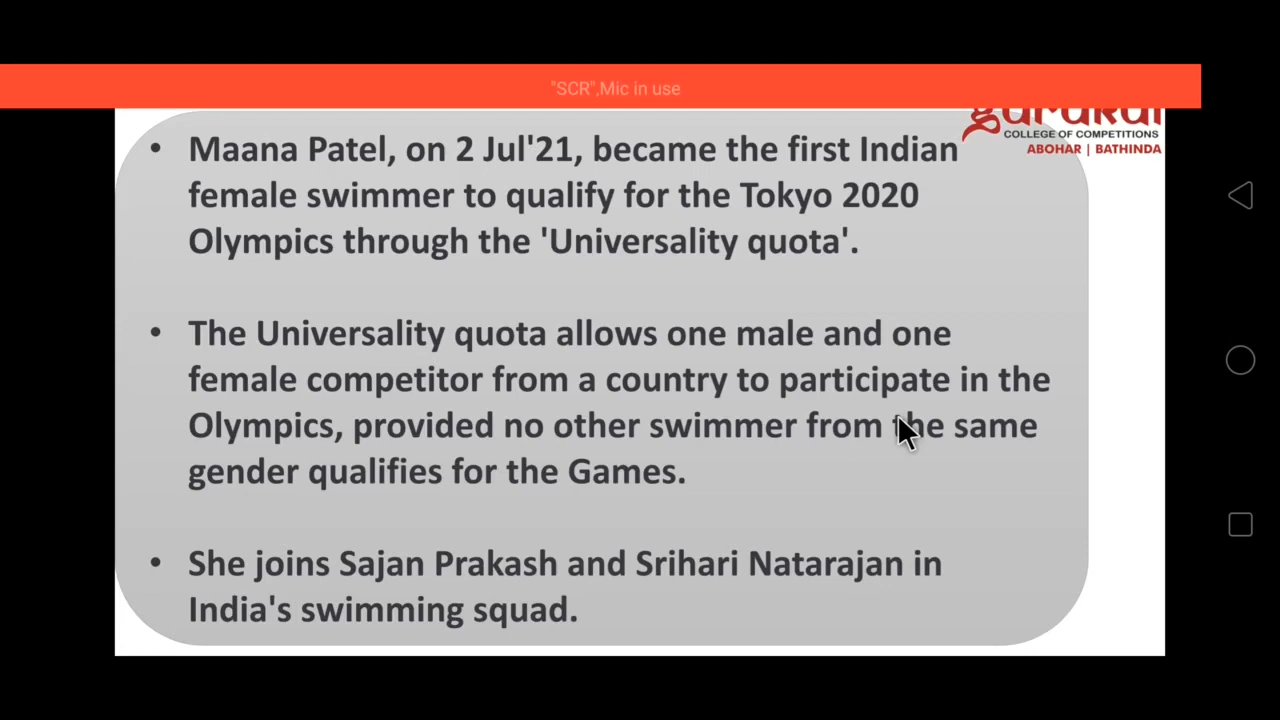 "SCR",Mic in use
COLLEGE OF COMPETITIONS
ABOHAR | BATHINDA
• Maana Patel, on 2 Jul'21, became the first Indian
female swimmer to qualify for the Tokyo 2020
Olympics through the 'Universality quota'.
• The Universality quota allows one male and one
female competitor from a country to participate in the
Olympics, provided no other swimmer from the same
gender qualifies for the Games.
• She joins Sajan Prakash and Srihari Natarajan in
India's swimming squad.